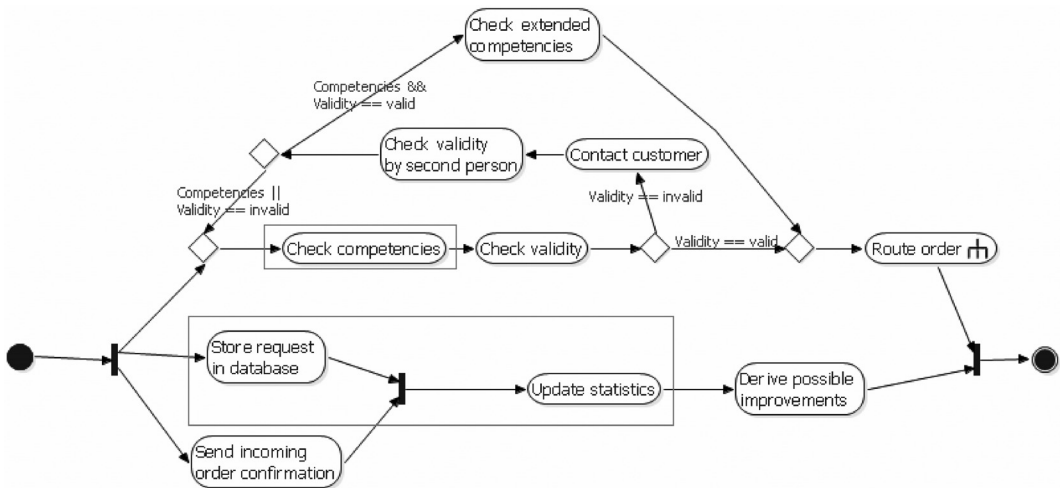 Check extended
competencies
Competencies &&
Validity == valid
Check validity
by second person
Contact customer
Competencies ||
Validity == invalid
Validity == invalid
Check competencies
Check validity
Validity == valid
Route order
Store request
in database
Update statistics
Derive possible
improvements
Send incoming
order confirmation